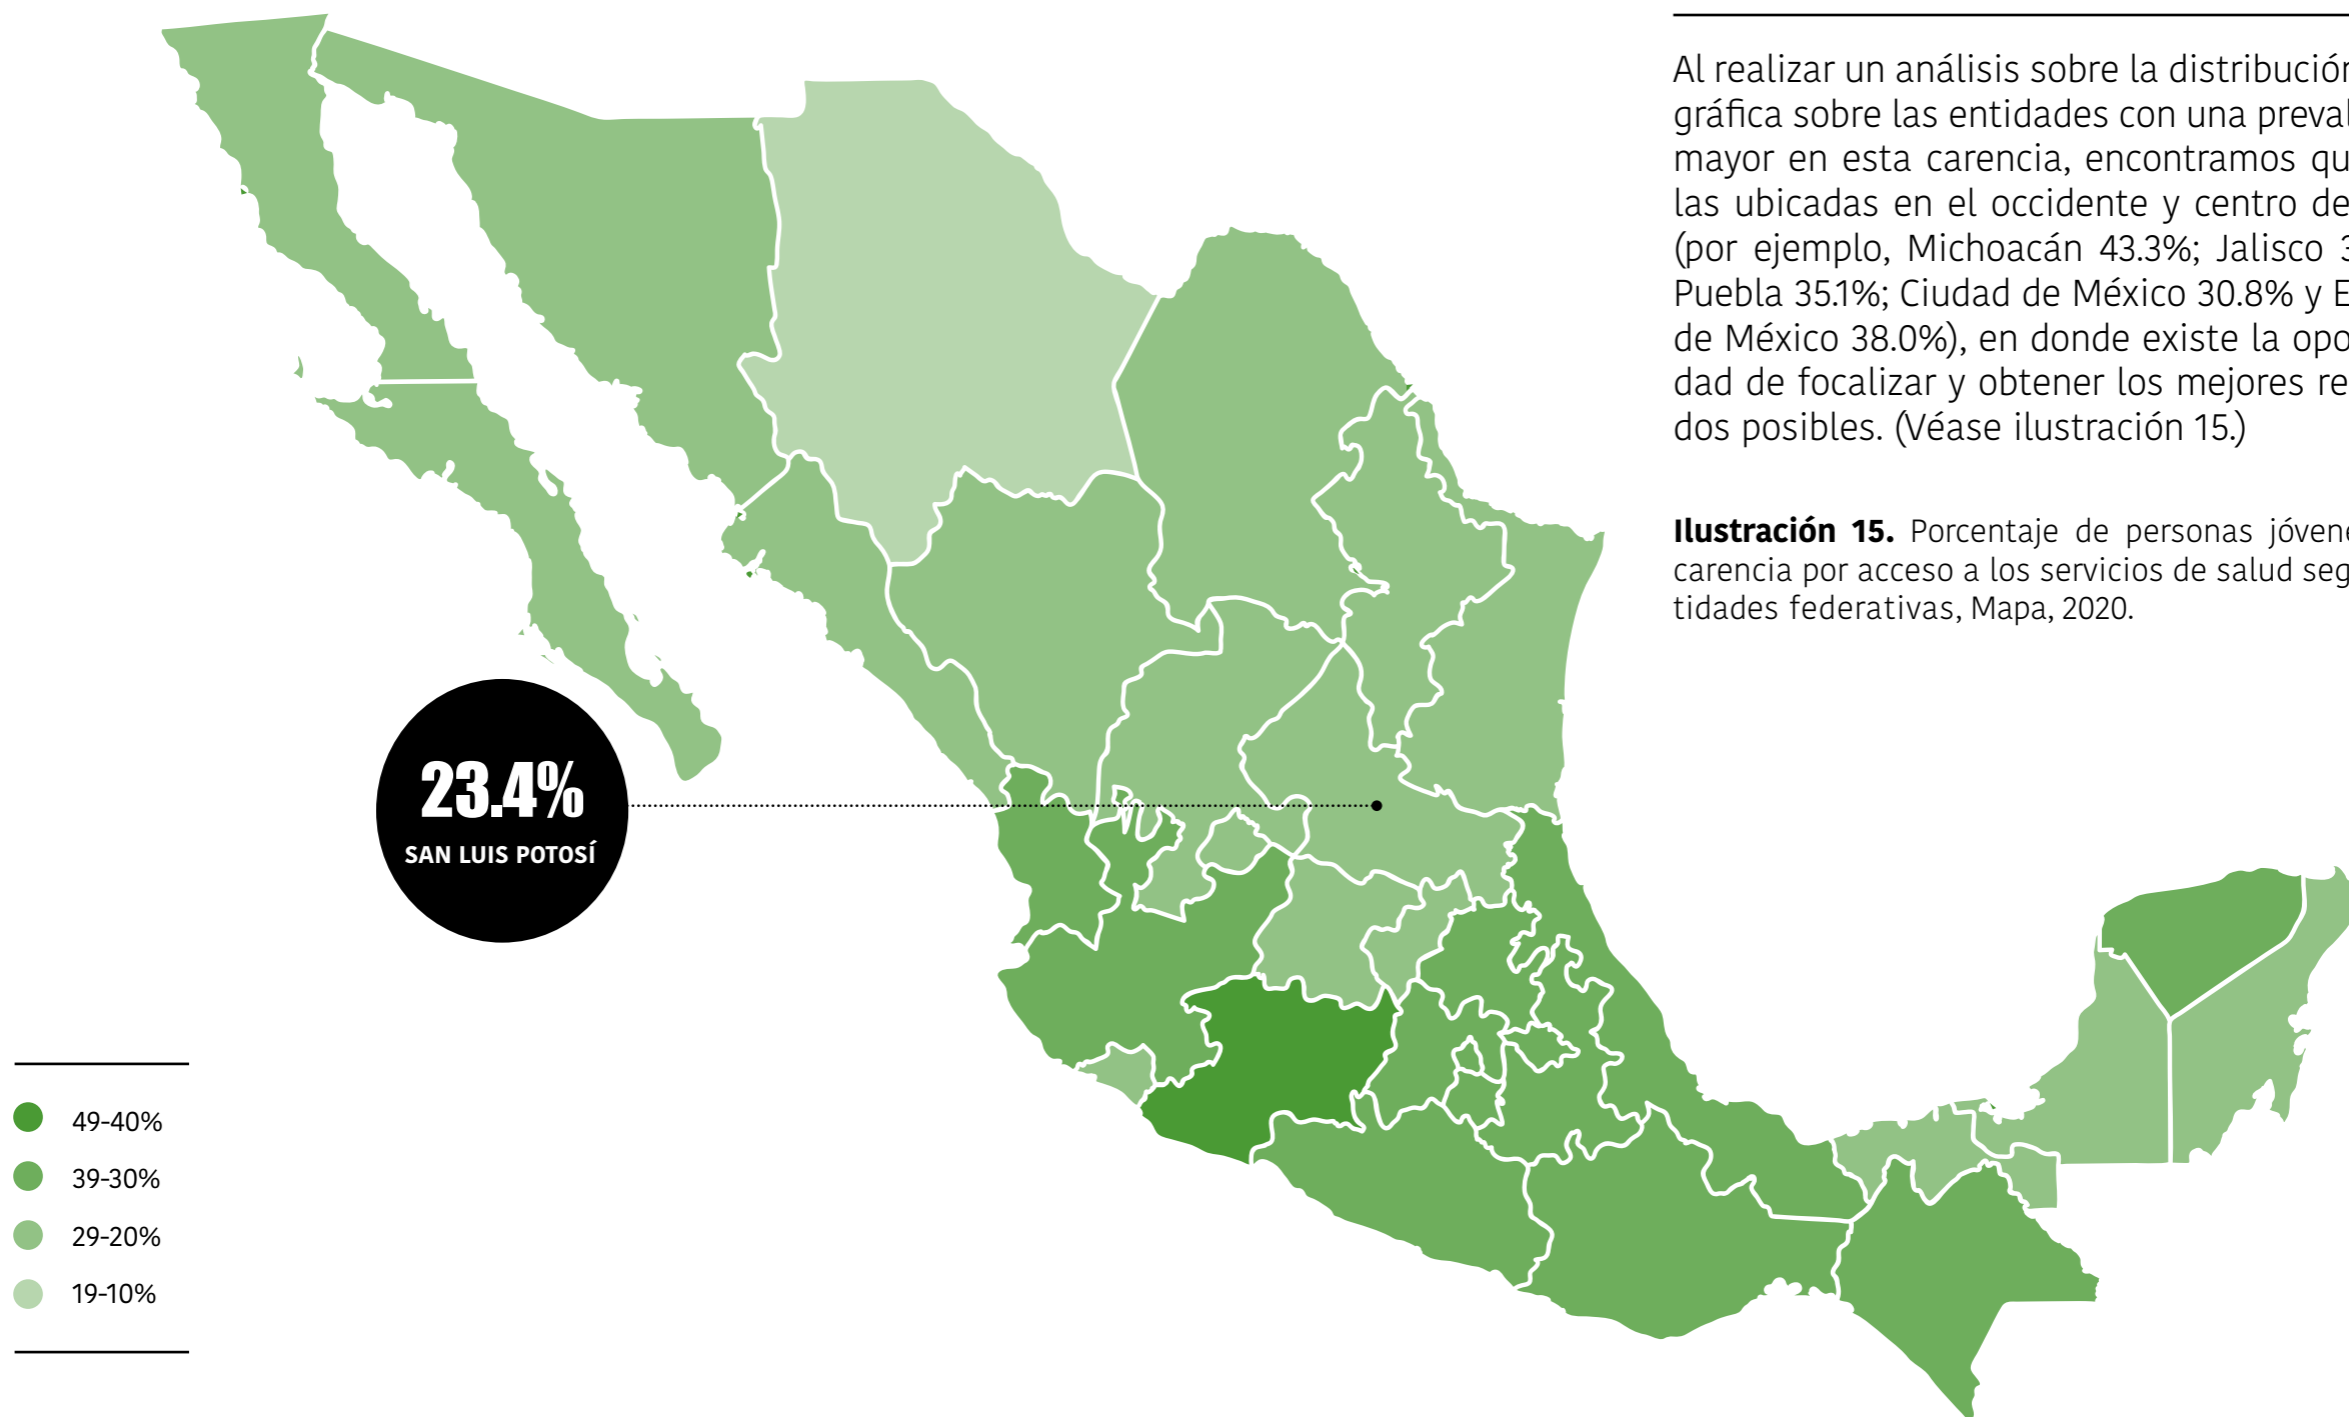 Al realizar un análisis sobre la distribución
gráfica sobre las entidades con una preval
mayor en esta carencia, encontramos qu
las ubicadas en el occidente y centro de
(por ejemplo, Michoacán 43.3%; Jalisco 3
Puebla 35.1%; Ciudad de México 30.8% y E
de México 38.0%), en donde existe la opo
dad de focalizar y obtener los mejores re
dos posibles. (Véase ilustración 15.)
Ilustración 15. Porcentaje de personas jóvene
carencia por acceso a los servicios de salud seg
tidades federativas, Mapa, 2020.
23.4%
SAN LUIS POTOSÍ
49-40%
39-30%
29-20%
19-10%